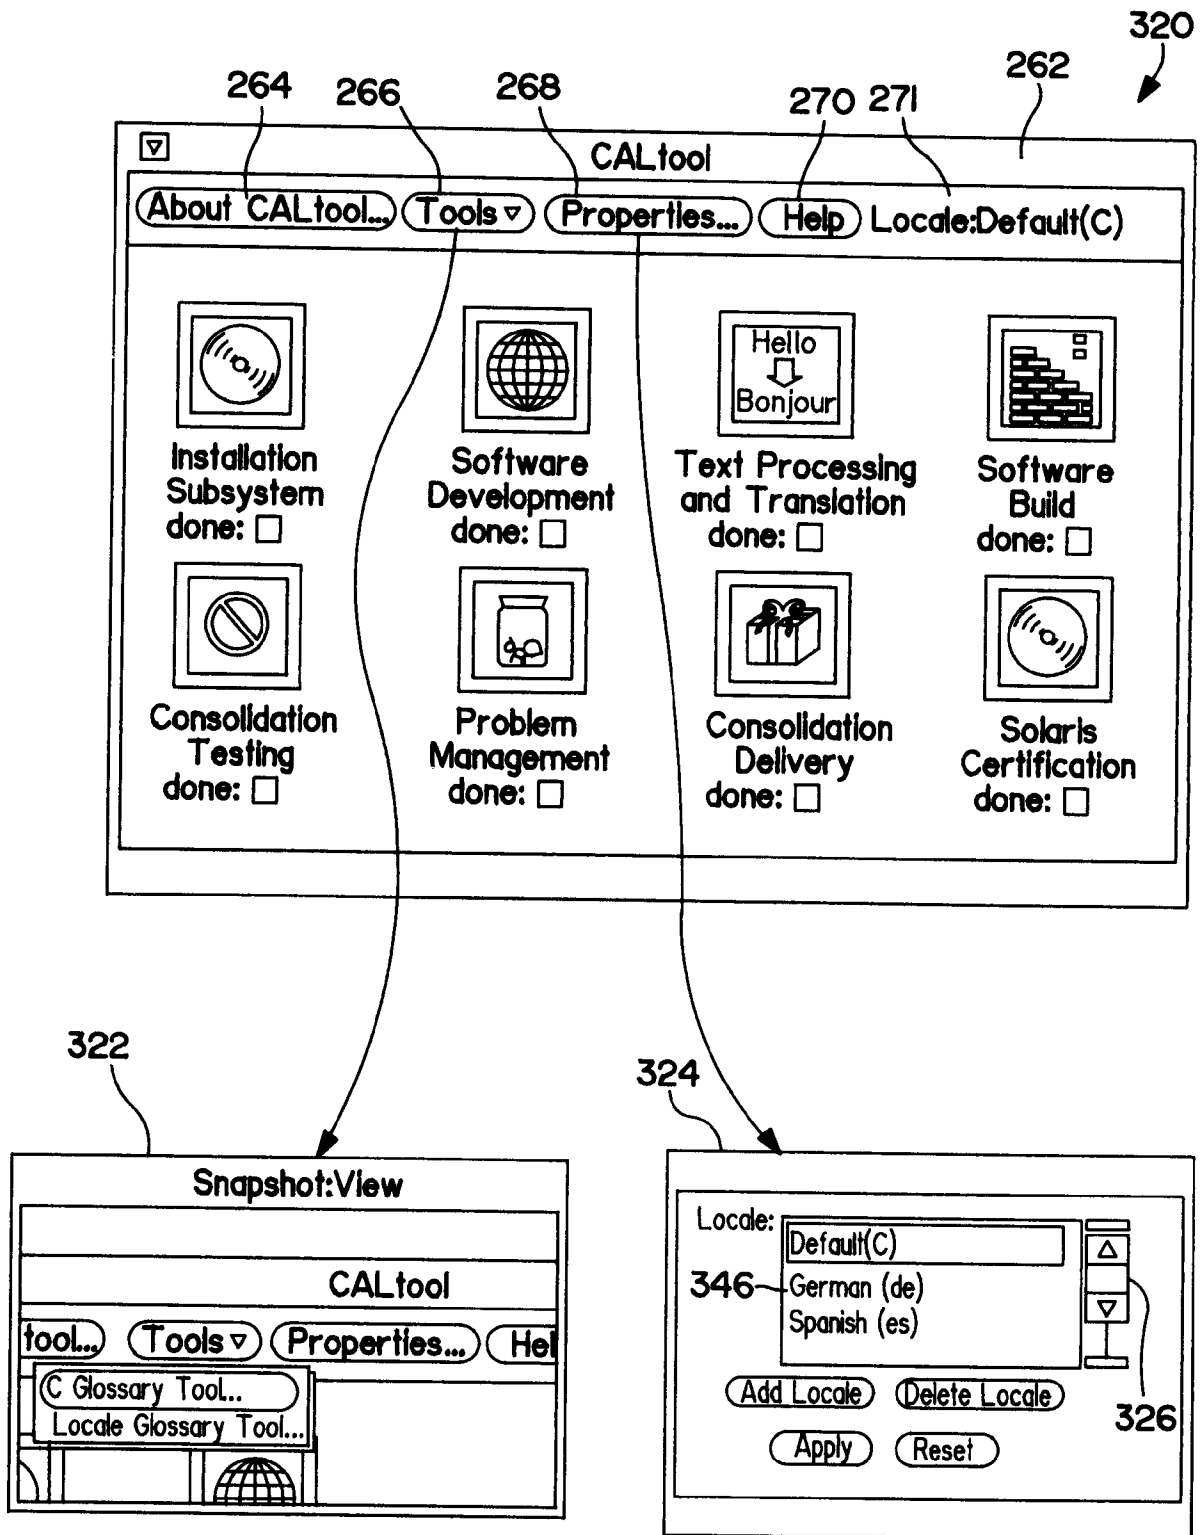 320
264 266 268 270 271 262
CALtool
About CALtool... Tools Properties... Help Locale:Default(C)
Hello
Bonjour
Installation
Subsystem
done:
Software
Development
done:
Text Processing
and Translation
done:
Software
Build
done:
Consolidation
Testing
done:
Problem
Management
done:
Consolidation
Delivery
done:
Solaris
Certification
done:
322
Snapshot:View
CALtool
tool... Tools Properties... Hel
C Glossary Tool...
Locale Glossary Tool...
324
Locale: Default(C)
346 German (de)
Spanish (es)
326
Add Locale Delete Locale
Apply Reset